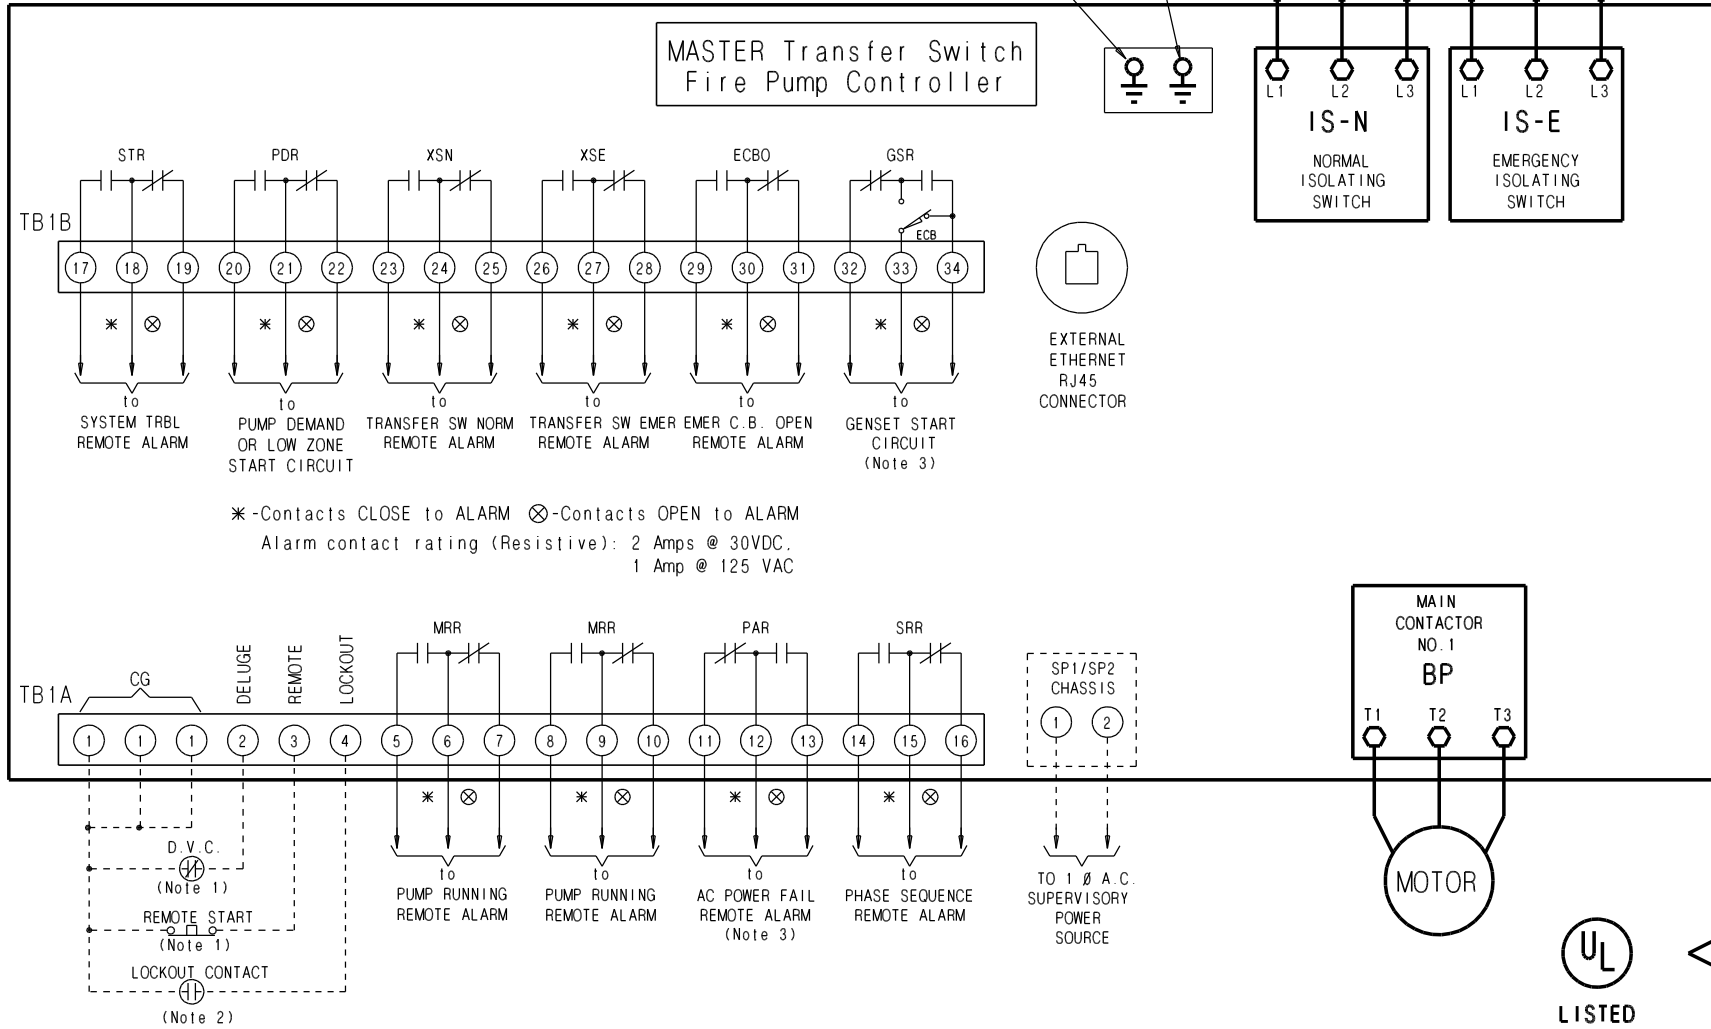 MASTER Transfer Switch
Fire Pump Controller
L1 L2 L3
IS-N
NORMAL
ISOLATING
SWITCH
L1 L2 L3
IS-E
EMERGENCY
ISOLATING
SWITCH
STR PDR XSN XSE ECBO GSR
ECB
TB1B
17 18 19 20 21 22 23 24 25 26 27 28 29 30 31 32 33 34
to
SYSTEM TRBL
REMOTE ALARM
to
PUMP DEMAND
OR LOW ZONE
START CIRCUIT
to
TRANSFER SW NORM
REMOTE ALARM
to
TRANSFER SW EMER
REMOTE ALARM
to
EMER C.B. OPEN
REMOTE ALARM
to
GENSET START
CIRCUIT
(Note 3)
EXTERNAL
ETHERNET
RJ45
CONNECTOR
* -Contacts CLOSE to ALARM ⊗-Contacts OPEN to ALARM
Alarm contact rating (Resistive): 2 Amps @ 30VDC,
1 Amp @ 125 VAC
TB1A
CG
DELUGE
REMOTE
LOCKOUT
MRR MRR PAR SRR
1 1 1 2 3 4 5 6 7 8 9 10 11 12 13 14 15 16
D.V.C.
(Note 1)
REMOTE START
(Note 1)
LOCKOUT CONTACT
(Note 2)
to
PUMP RUNNING
REMOTE ALARM
to
PUMP RUNNING
REMOTE ALARM
to
AC POWER FAIL
REMOTE ALARM
(Note 3)
to
PHASE SEQUENCE
REMOTE ALARM
SP1/SP2
CHASSIS
1 2
TO 1 Ø A.C.
SUPERVISORY
POWER
SOURCE
MAIN
CONTACTOR
NO.1
BP
T1 T2 T3
MOTOR
UL
LISTED